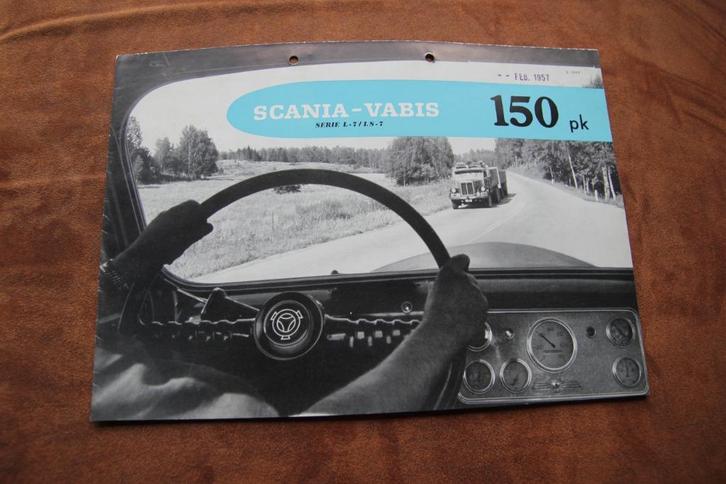 -- FEB. 1957
SCANIA-VABIS
SERIE L-7/LS-7
150 pk